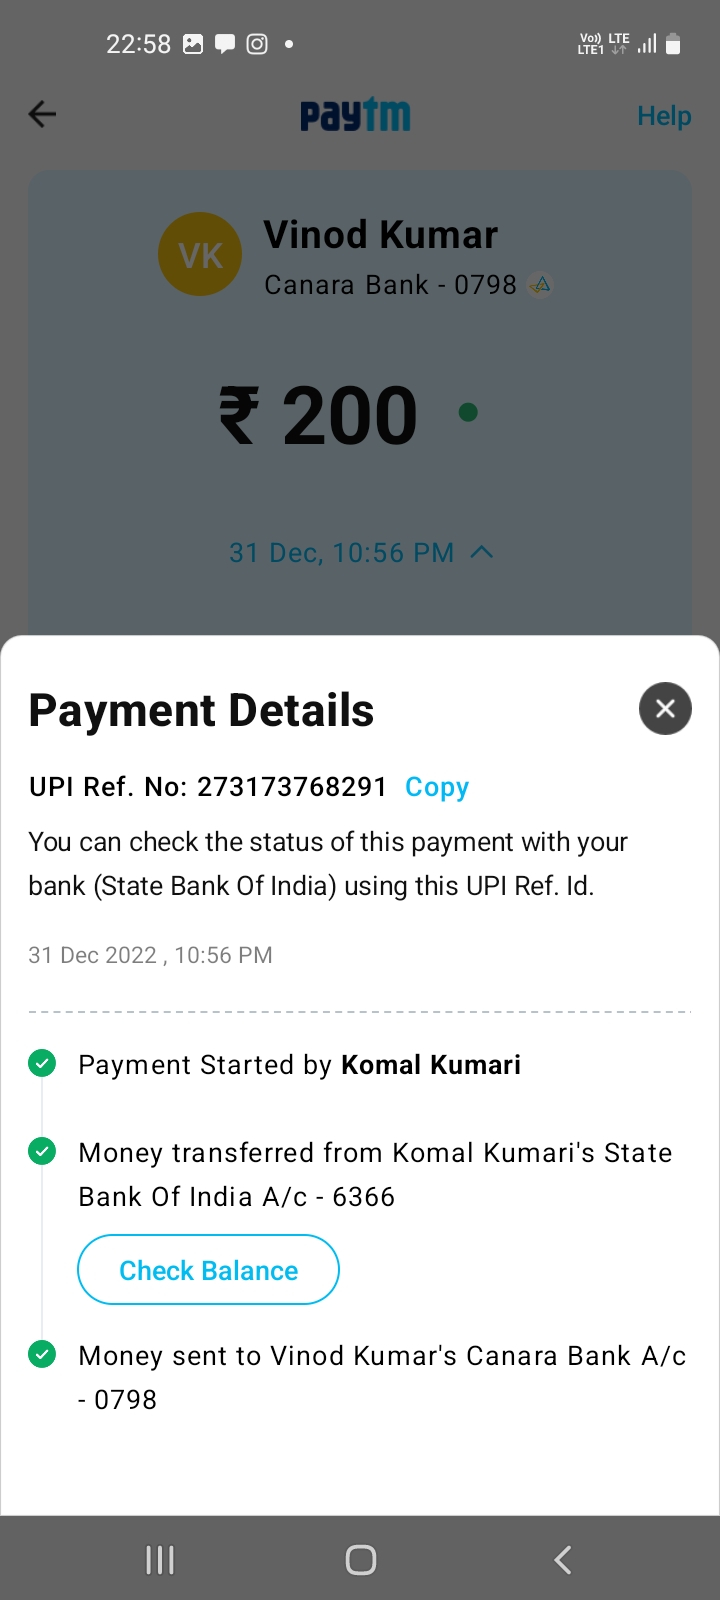 22:58
Vo)) LTE
LTE1
paytm
Help
VK
Vinod Kumar
Canara Bank - 0798
₹ 200
31 Dec, 10:56 PM
Payment Details
UPI Ref. No: 273173768291 Copy
You can check the status of this payment with your
bank (State Bank Of India) using this UPI Ref. Id.
31 Dec 2022 , 10:56 PM
Payment Started by Komal Kumari
Money transferred from Komal Kumari's State
Bank Of India A/c - 6366
Check Balance
Money sent to Vinod Kumar's Canara Bank A/c
- 0798